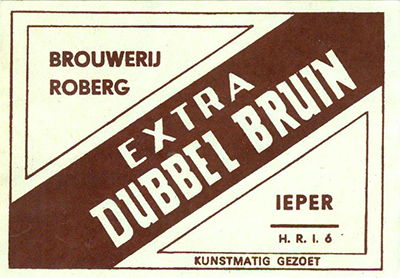 BROUWERIJ
ROBERG
EXTRA
DUBBEL BRUIN
IEPER
H. R. I. 6
KUNSTMATIG GEZOET